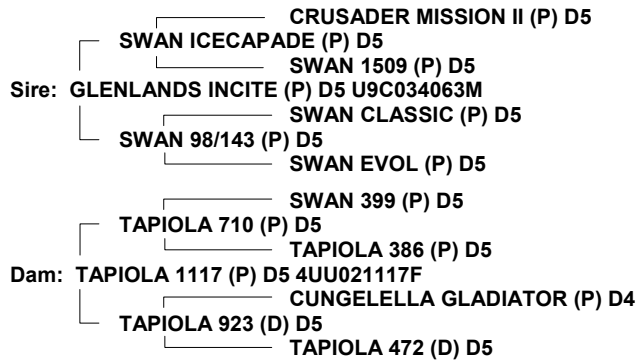 CRUSADER MISSION II (P) D5
SWAN ICECAPADE (P) D5
SWAN 1509 (P) D5
Sire: GLENLANDS INCITE (P) D5 U9C034063M
SWAN CLASSIC (P) D5
SWAN 98/143 (P) D5
SWAN EVOL (P) D5
SWAN 399 (P) D5
TAPIOLA 710 (P) D5
TAPIOLA 386 (P) D5
Dam: TAPIOLA 1117 (P) D5 4UU021117F
CUNGELELLA GLADIATOR (P) D4
TAPIOLA 923 (D) D5
TAPIOLA 472 (D) D5